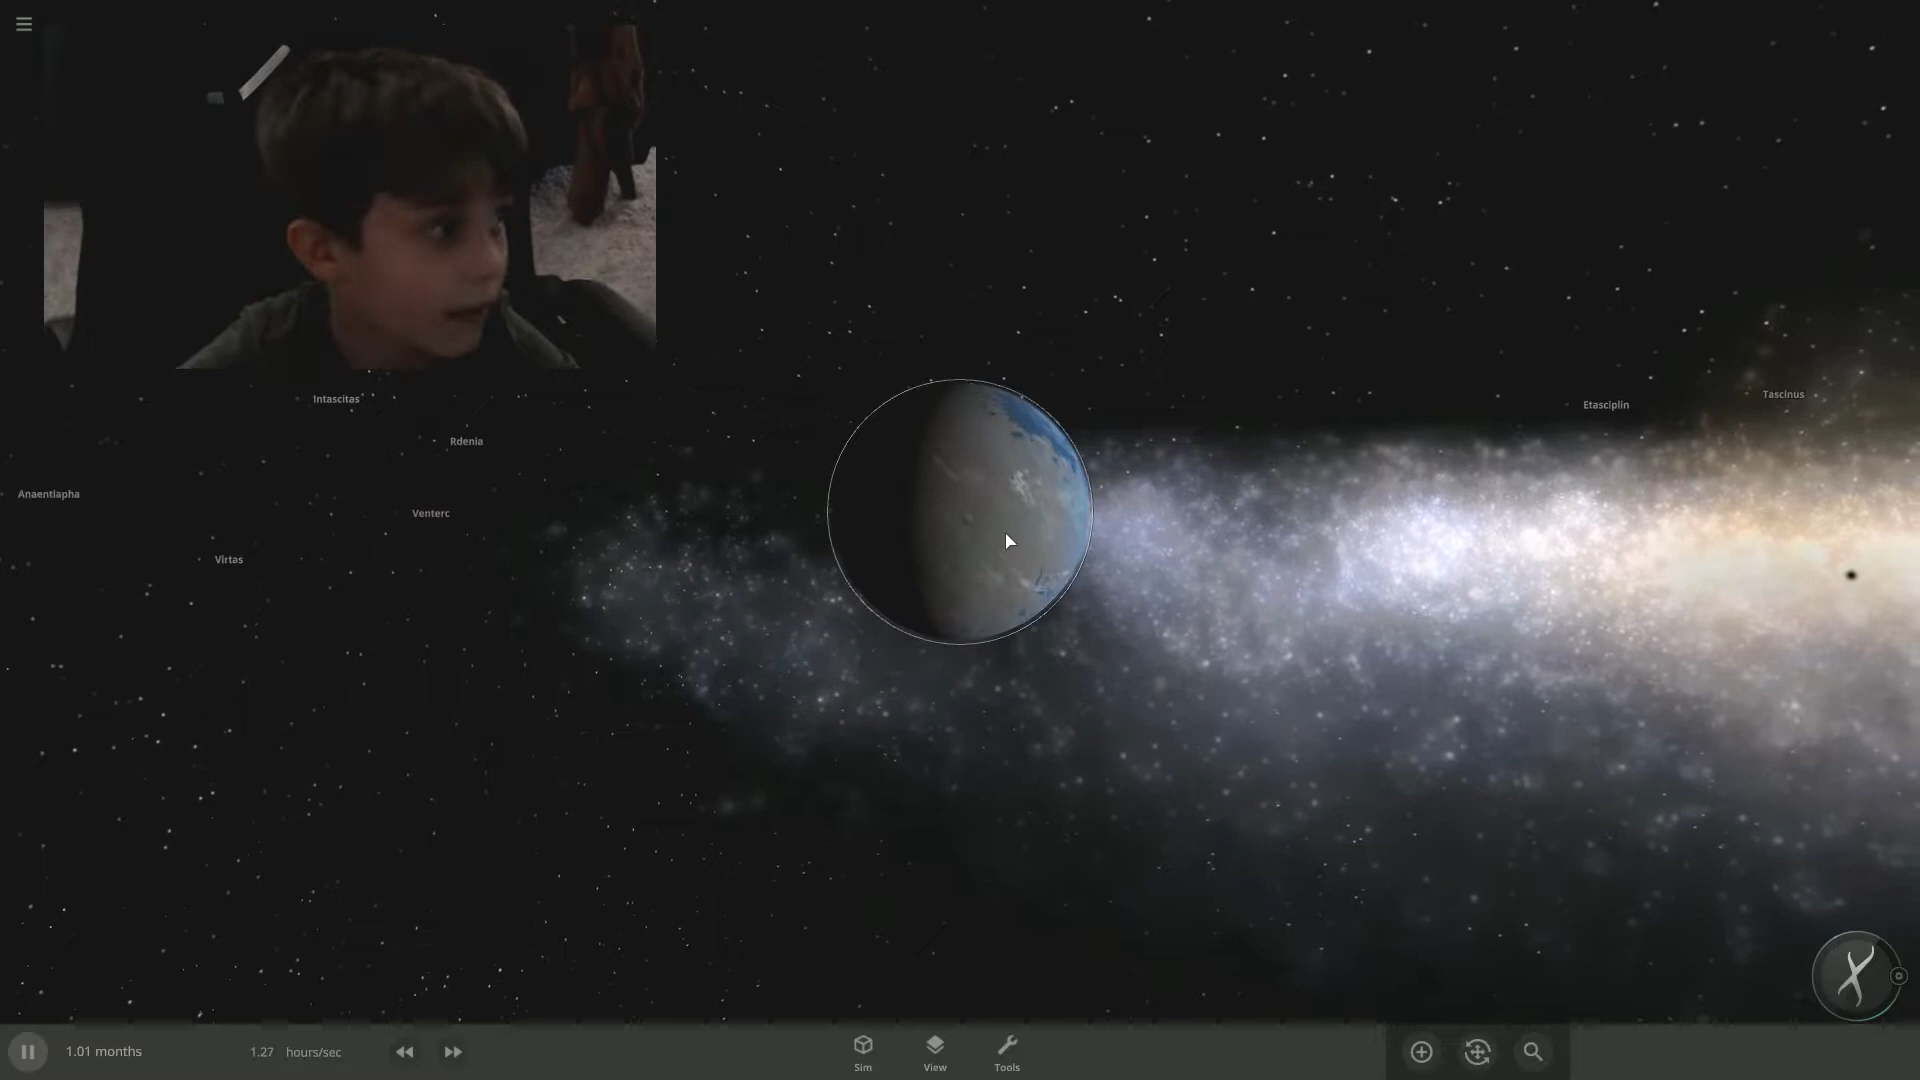 Intascitas
Etasciplin
Tascinus
Rdenia
Anaentiapha
Venterc
Virtas
1.01 months
1.27 hours/sec
Sim
View
Tools